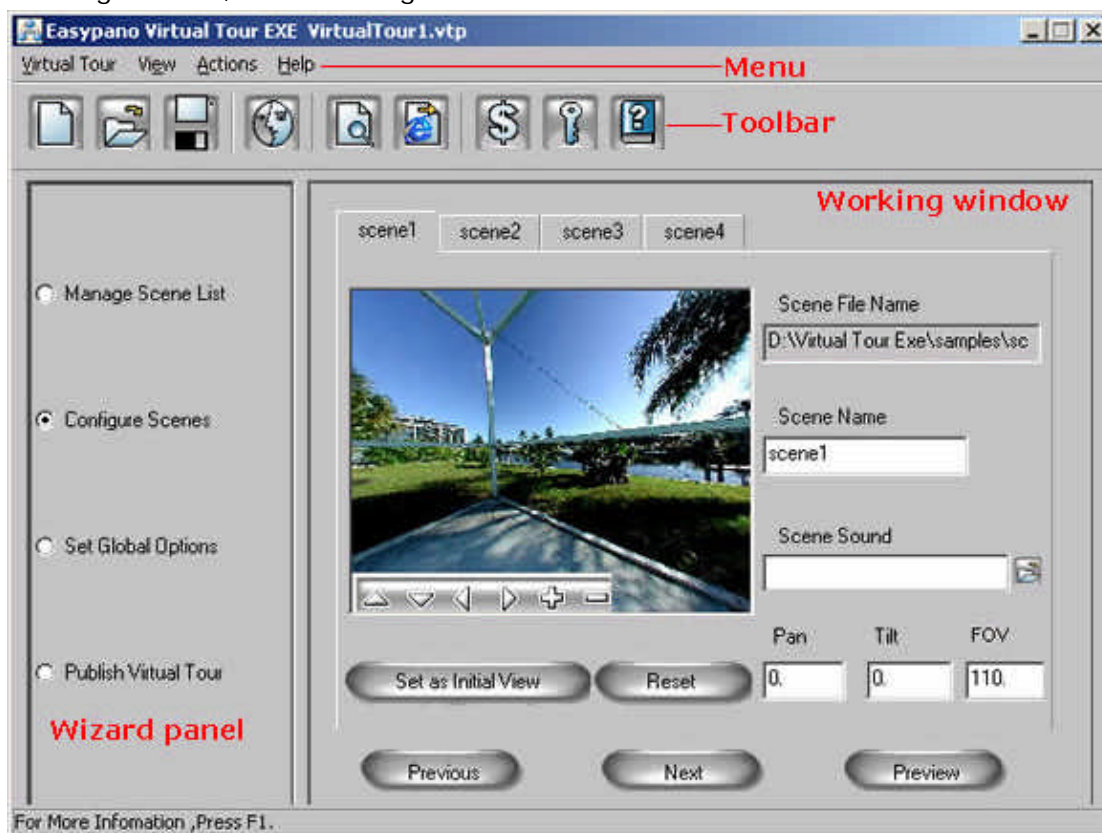 Easypano Virtual Tour EXE VirtualTour1.vtp
Virtual Tour View Actions Help
Menu
Toolbar
Working window
scene1 scene2 scene3 scene4
Manage Scene List
Scene File Name
D:\Virtual Tour Exe\samples\sc
Configure Scenes
Scene Name
scene1
Set Global Options
Scene Sound
Pan Tilt FOV
Publish Virtual Tour
Set as Initial View Reset 0. 0. 110.
Wizard panel
Previous Next Preview
For More Infomation ,Press F1.